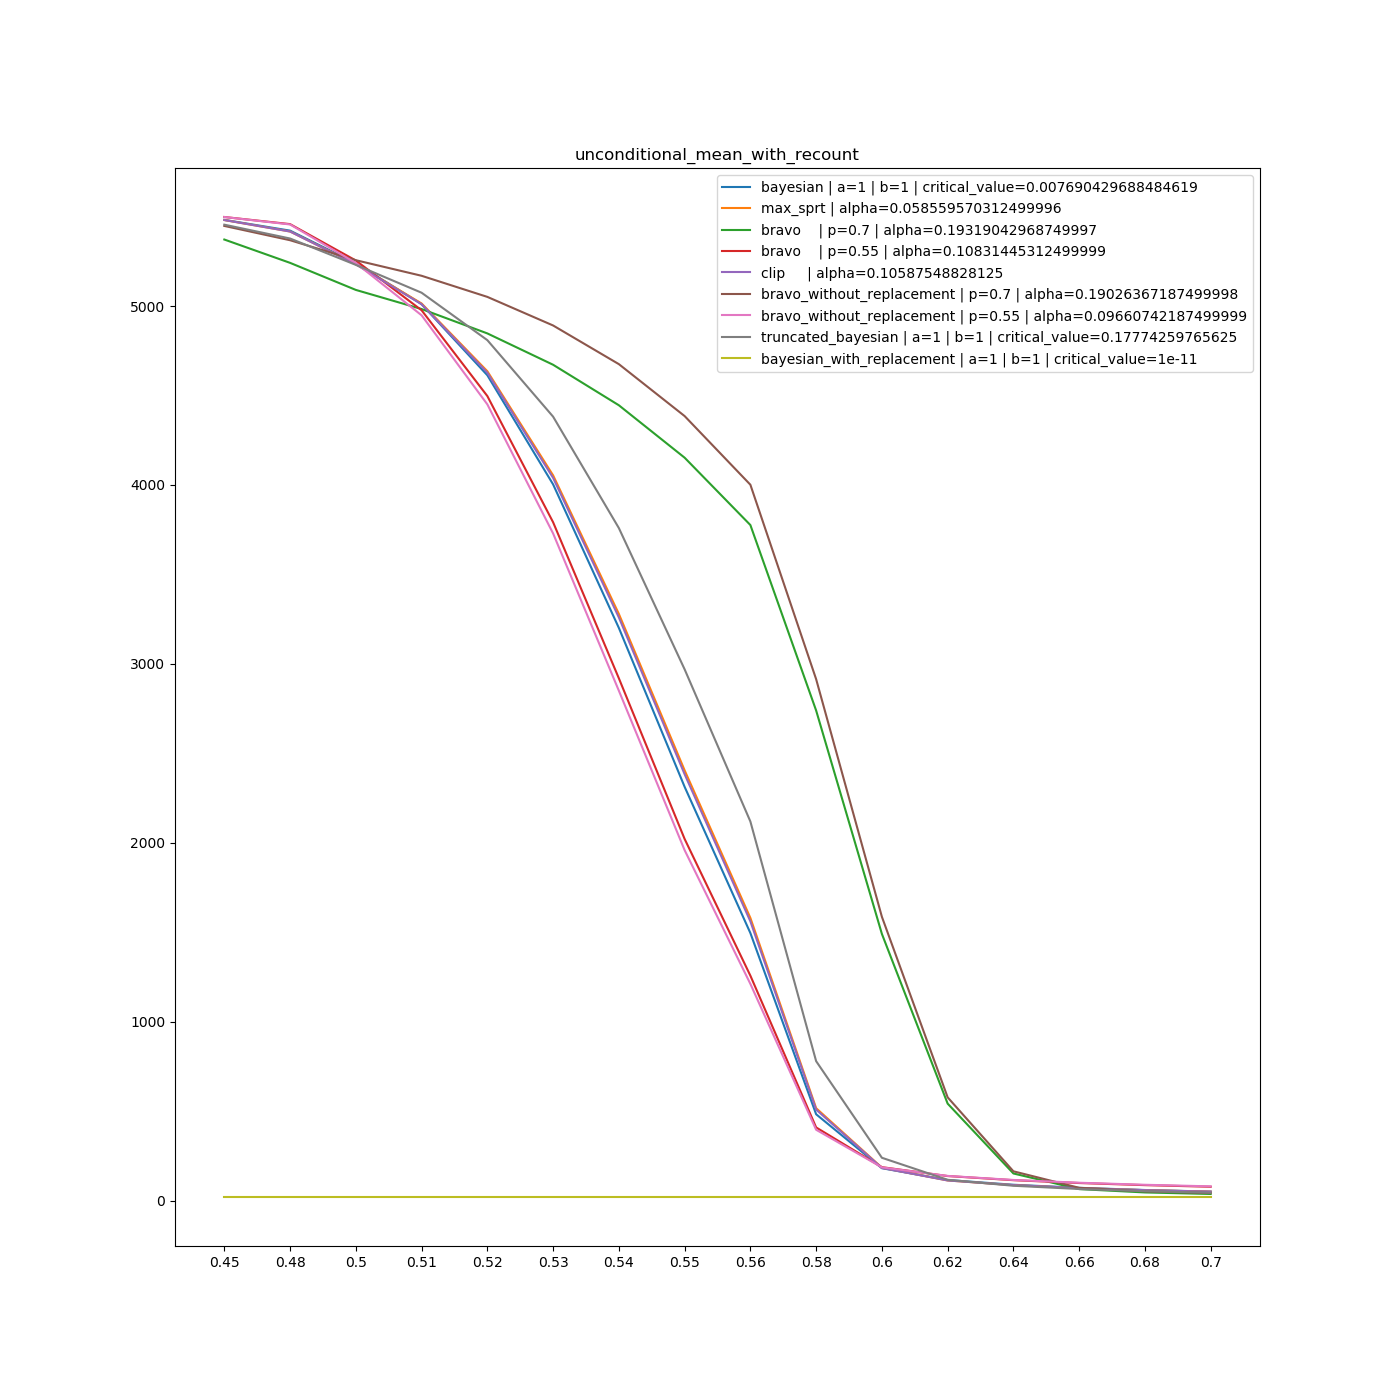 unconditional_mean_with_recount
bayesian | a=1 | b=1 | critical_value=0.007690429688484619
max_sprt | alpha=0.058559570312499996
bravo    | p=0.7 | alpha=0.19319042968749997
bravo    | p=0.55 | alpha=0.10831445312499999
clip     | alpha=0.10587548828125
bravo_without_replacement | p=0.7 | alpha=0.19026367187499998
bravo_without_replacement | p=0.55 | alpha=0.09660742187499999
truncated_bayesian | a=1 | b=1 | critical_value=0.17774259765625
bayesian_with_replacement | a=1 | b=1 | critical_value=1e-11
5000
4000
3000
2000
1000
0
0.45 0.48 0.5 0.51 0.52 0.53 0.54 0.55 0.56 0.58 0.6 0.62 0.64 0.66 0.68 0.7